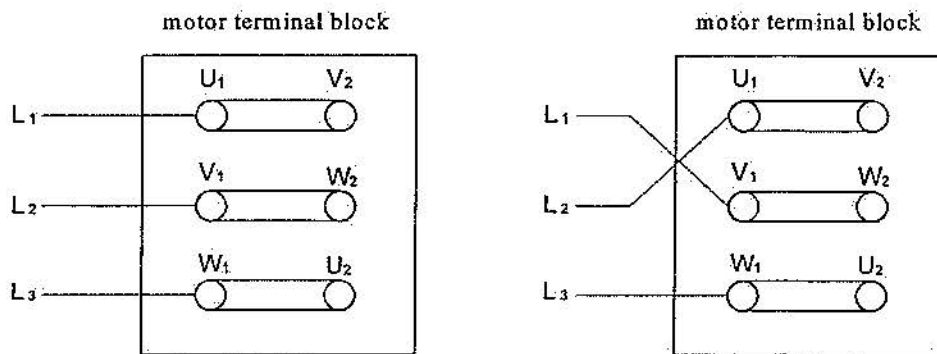 motor terminal block
U1 V2
L1
V1 W2
L2
W1 U2
L3
motor terminal block
U1 V2
L1
V1 W2
L2
W1 U2
L3